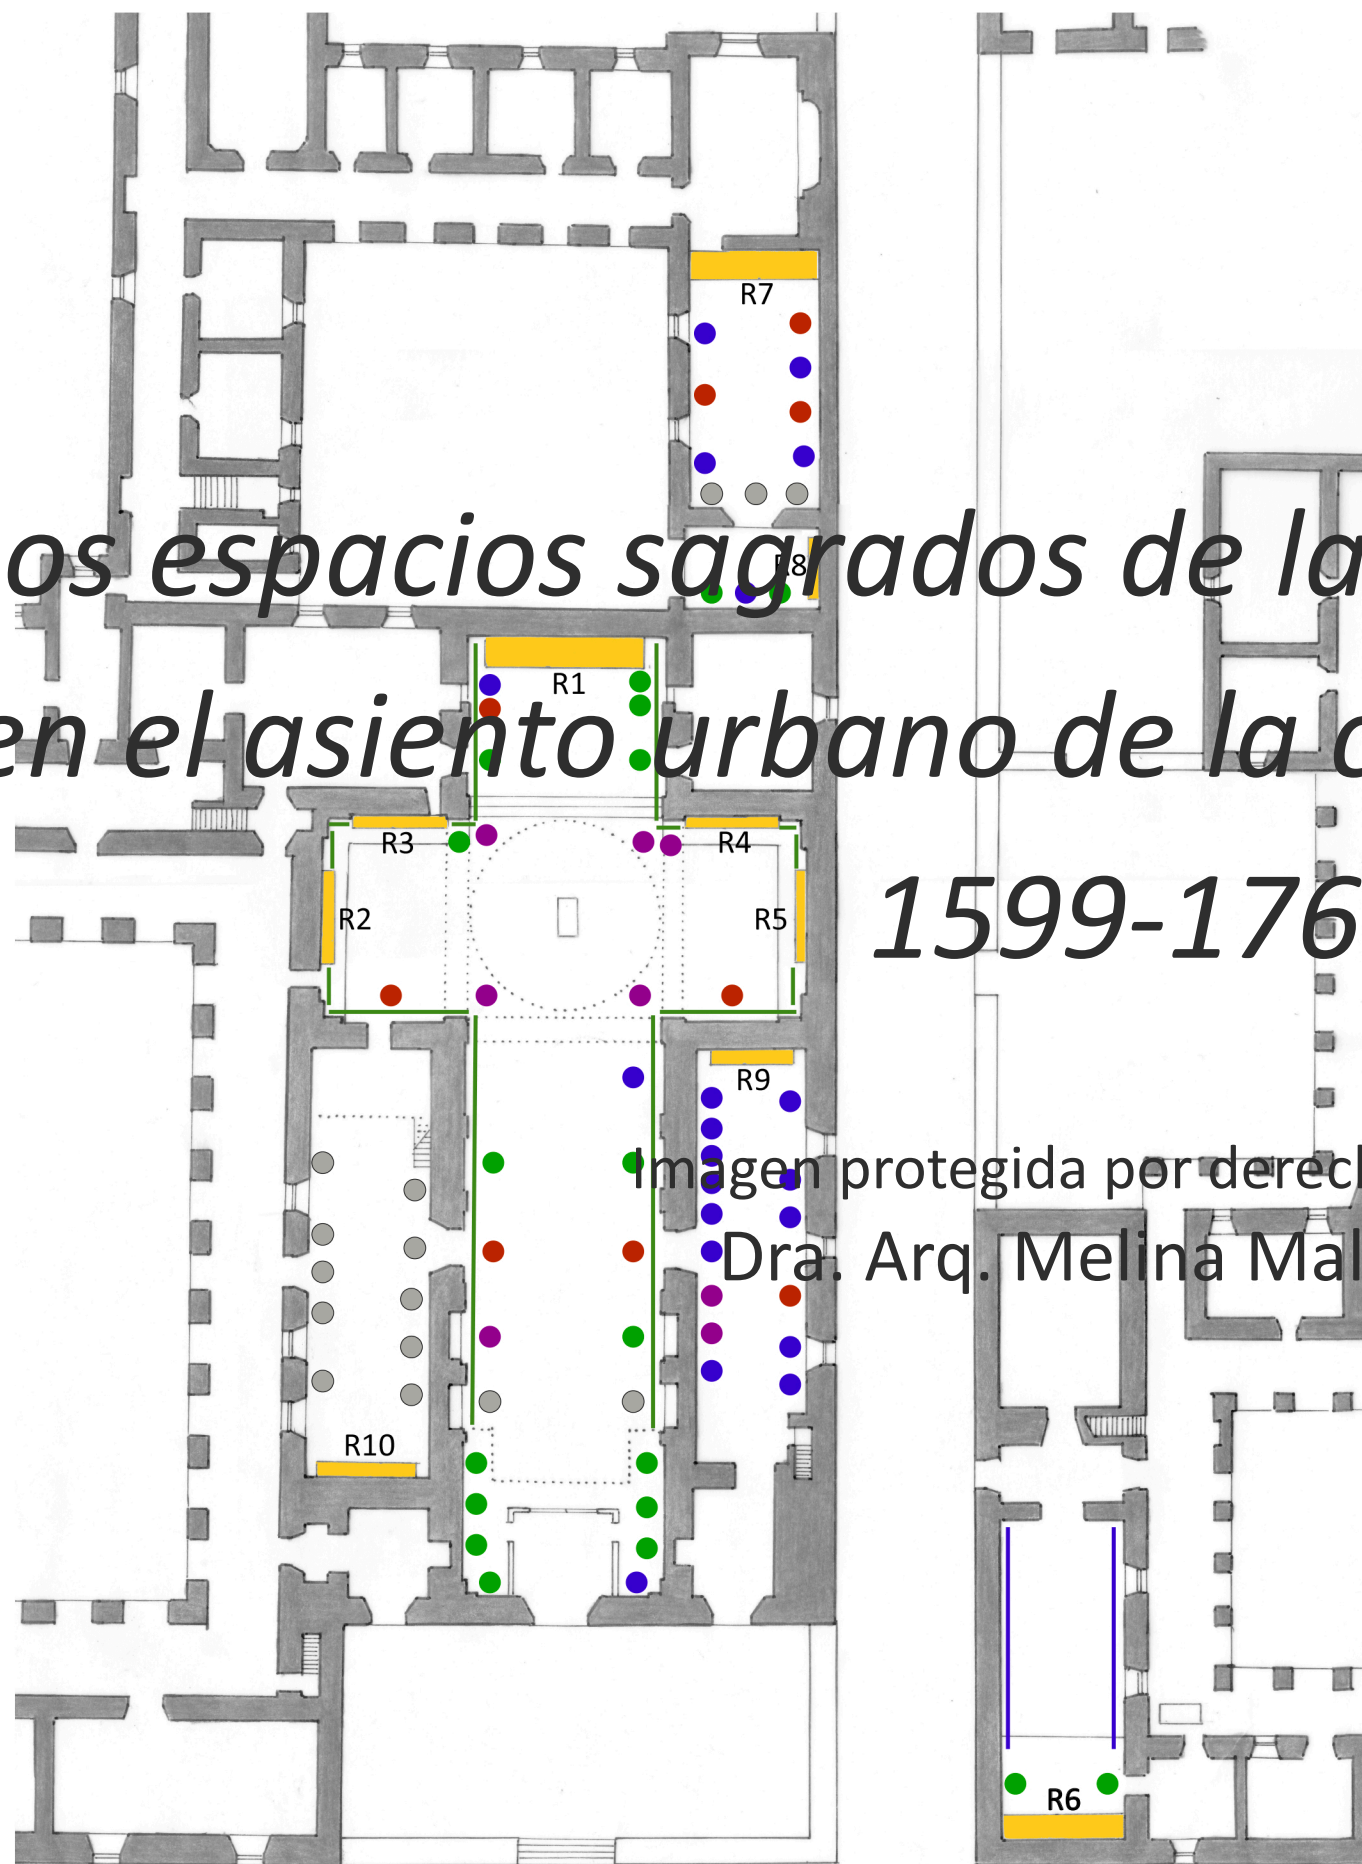 R7
os espacios sagrados de la
R8
R1
en el asiento urbano de la
R3
R4
1599-176
R2
R5
R9
Imagen protegida por derech
Dra. Arq. Melina Mal
R10
R6